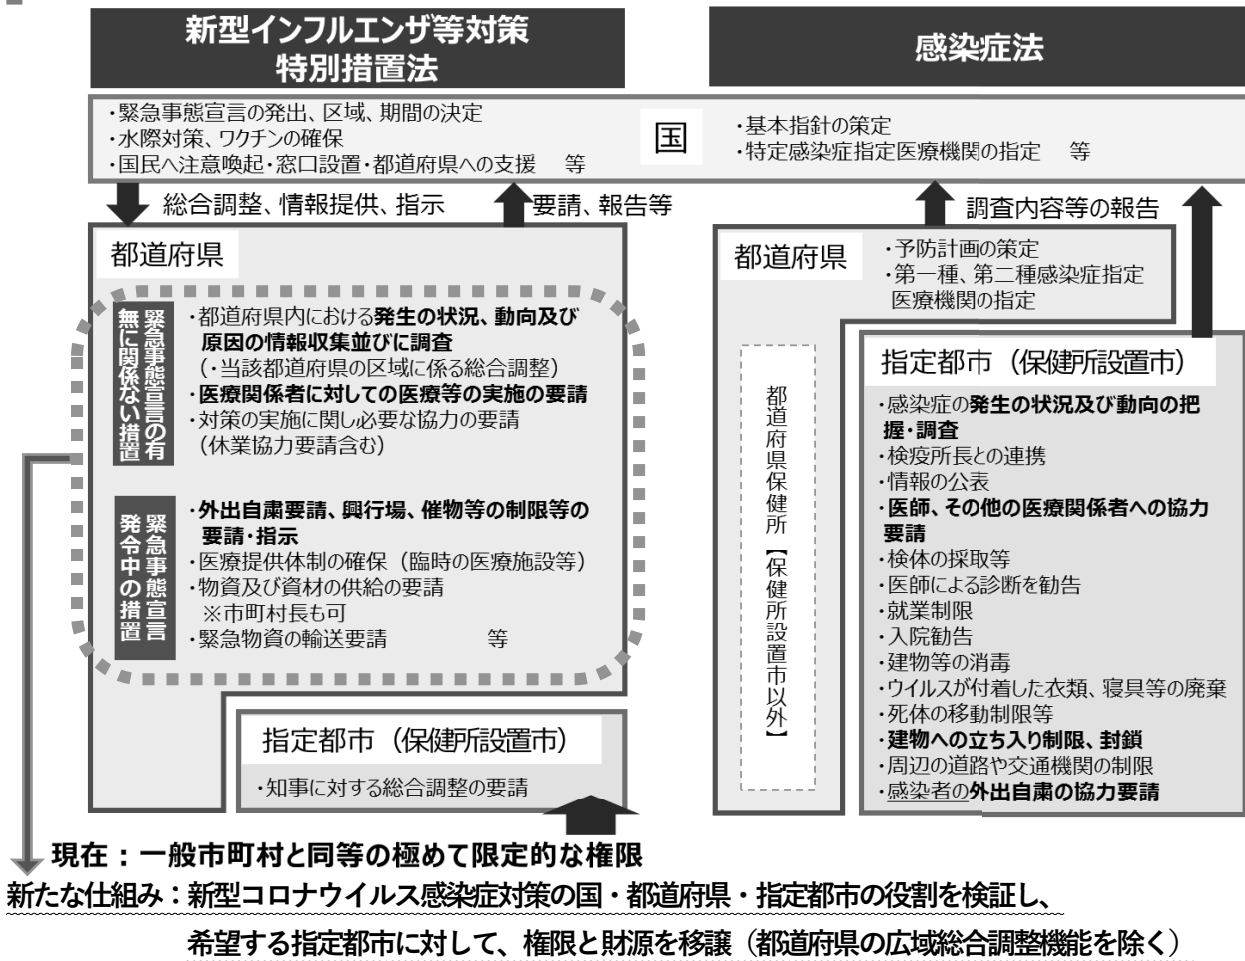 新型インフルエンザ等対策
特別措置法
感染症法
・緊急事態宣言の発出、区域、期間の決定
・水際対策、ワクチンの確保
・国民へ注意喚起・窓口設置・都道府県への支援　等
国
・基本指針の策定
・特定感染症指定医療機関の指定　等
総合調整、情報提供、指示
要請、報告等
調査内容等の報告
都道府県
緊急事態宣言の有
無に関係ない措置
・都道府県内における発生の状況、動向及び
原因の情報収集並びに調査
（・当該都道府県の区域に係る総合調整）
・医療関係者に対しての医療等の実施の要請
・対策の実施に関し必要な協力の要請
（休業協力要請含む）
緊急事態宣言
発令中の措置
・外出自粛要請、興行場、催物等の制限等の
要請・指示
・医療提供体制の確保（臨時の医療施設等）
・物資及び資材の供給の要請
※市町村長も可
・緊急物資の輸送要請　等
指定都市（保健所設置市）
・知事に対する総合調整の要請
都道府県
・予防計画の策定
・第一種、第二種感染症指定
医療機関の指定
都道府県保健所【保健所設置市以外】
指定都市（保健所設置市）
・感染症の発生の状況及び動向の把
握・調査
・検疫所長との連携
・情報の公表
・医師、その他の医療関係者への協力
要請
・検体の採取等
・医師による診断を勧告
・就業制限
・入院勧告
・建物等の消毒
・ウイルスが付着した衣類、寝具等の廃棄
・死体の移動制限等
・建物への立ち入り制限、封鎖
・周辺の道路や交通機関の制限
・感染者の外出自粛の協力要請
現在：一般市町村と同等の極めて限定的な権限
新たな仕組み：新型コロナウイルス感染症対策の国・都道府県・指定都市の役割を検証し、
希望する指定都市に対して、権限と財源を移譲（都道府県の広域総合調整機能を除く）